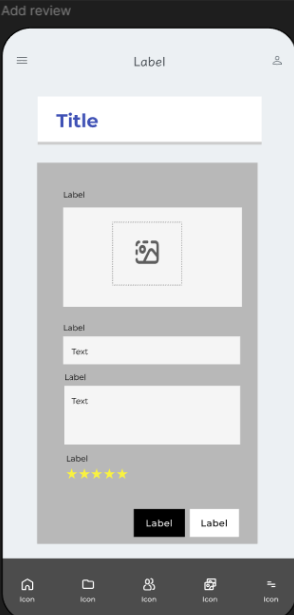 Add review
Label
Title
Label
Label
Text
Label
Text
Label
Label Label
Icon Icon Icon Icon Icon